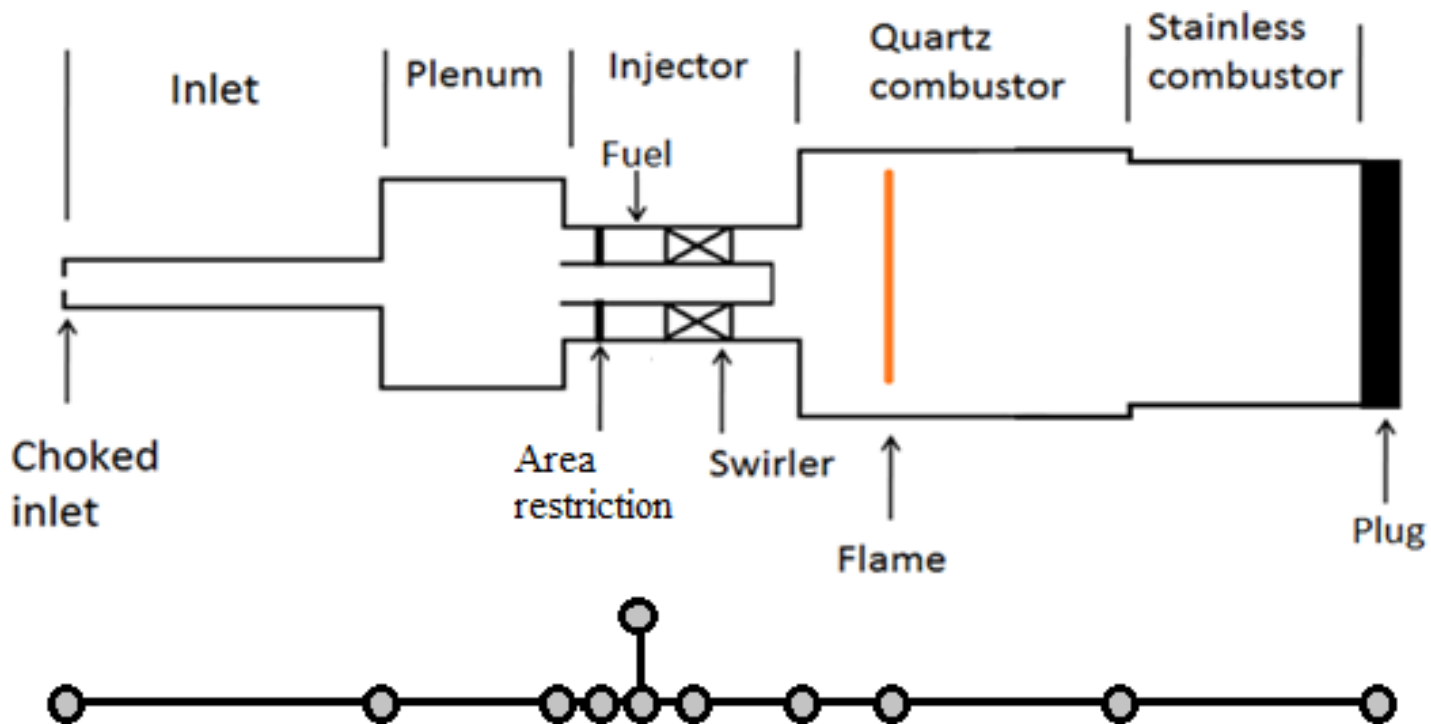 Inlet
Plenum
Injector
Quartz
combustor
Stainless
combustor
Fuel
Choked
inlet
Area
restriction
Swirler
Flame
Plug